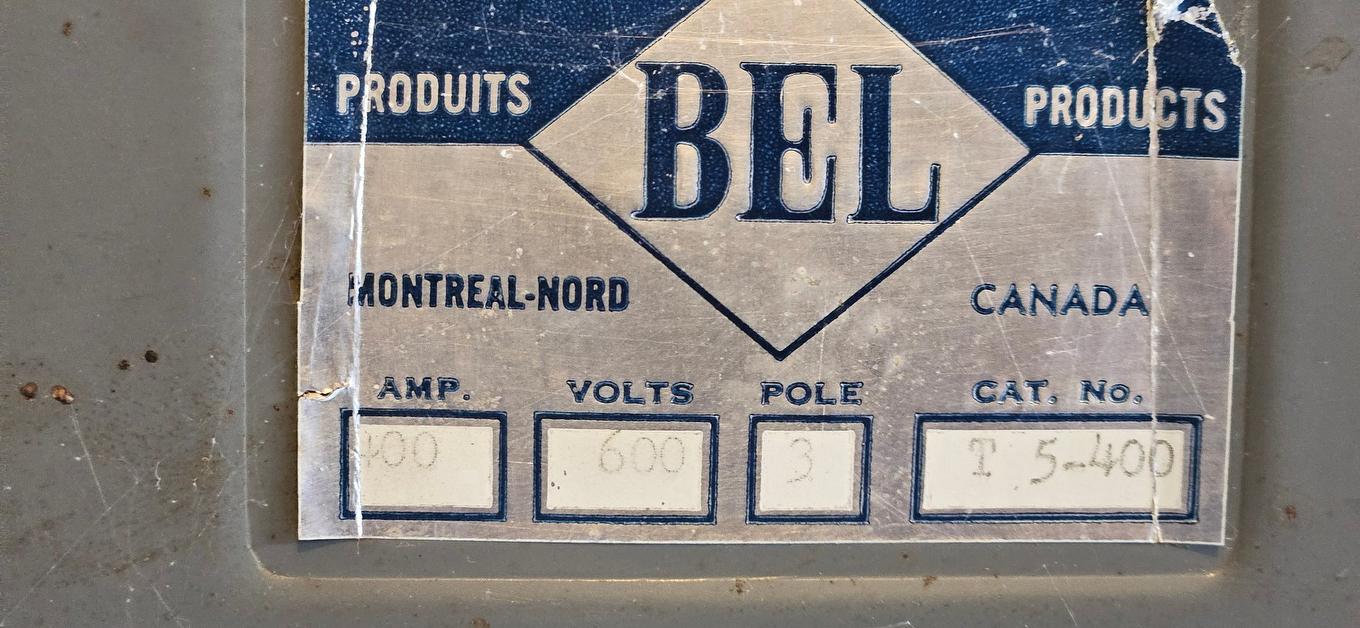 PRODUITS BEL PRODUCTS
MONTREAL-NORD CANADA
AMP. VOLTS POLE CAT. No.
400 600 3 T 5-400